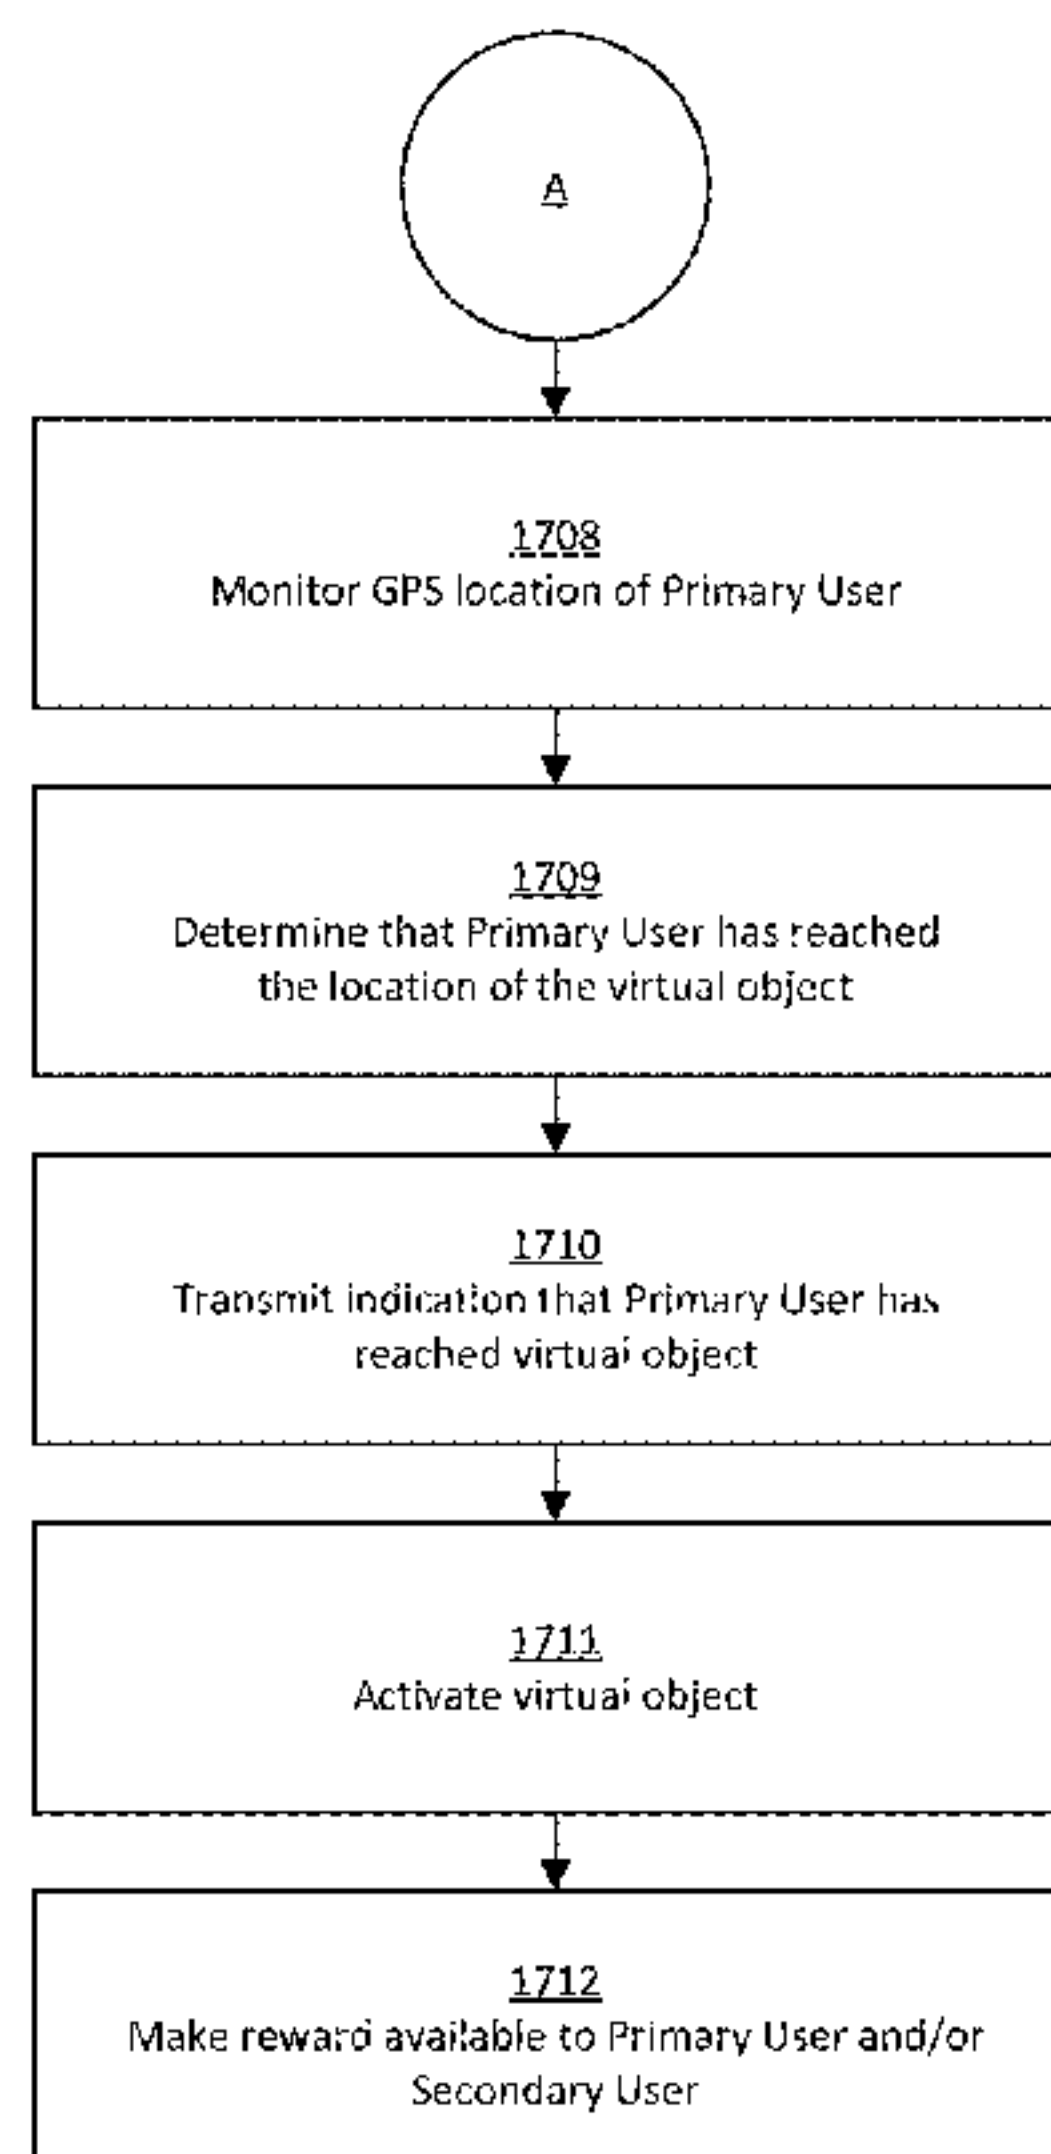 A
1708
Monitor GPS location of Primary User
1709
Determine that Primary User has reached
the location of the virtual object
1710
Transmit indication that Primary User has
reached virtual object
1711
Activate virtual object
1712
Make reward available to Primary User and/or
Secondary User